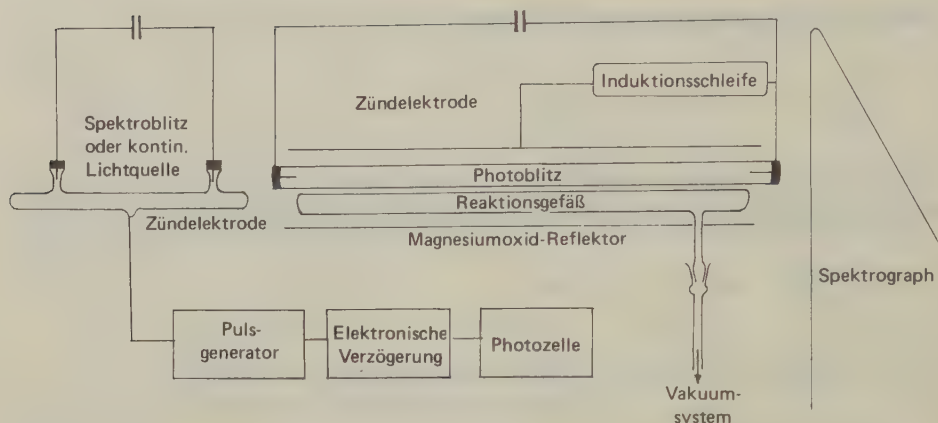 Spektroblitz
oder kontin.
Lichtquelle
Zündelektrode
Zündelektrode
Induktionsschleife
Photoblitz
Reaktionsgefäß
Magnesiumoxid-Reflektor
Spektrograph
Puls-
generator
Elektronische
Verzögerung
Photozelle
Vakuum-
system